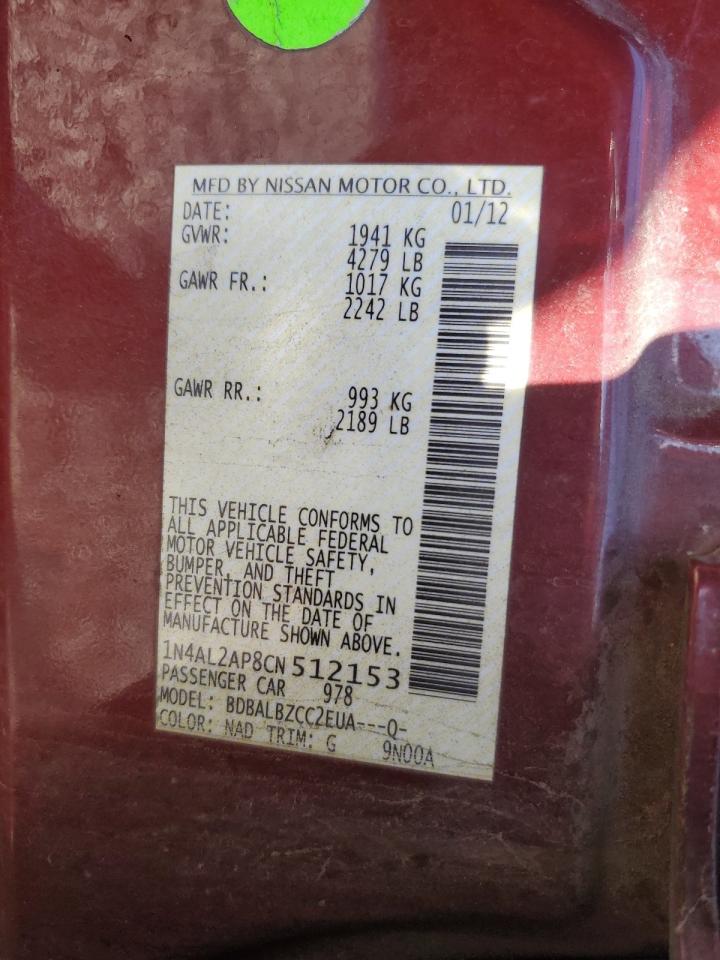 MFD BY NISSAN MOTOR CO., LTD.
DATE: 01/12
GVWR: 1941 KG
4279 LB
GAWR FR.: 1017 KG
2242 LB
GAWR RR.: 993 KG
2189 LB
THIS VEHICLE CONFORMS TO
ALL APPLICABLE FEDERAL
MOTOR VEHICLE SAFETY,
BUMPER, AND THEFT
PREVENTION STANDARDS IN
EFFECT ON THE DATE OF
MANUFACTURE SHOWN ABOVE.
1N4AL2AP8CN512153
PASSENGER CAR 978
MODEL: BDBALBZCC2EUA---Q-
COLOR: NAD TRIM: G 9N00A